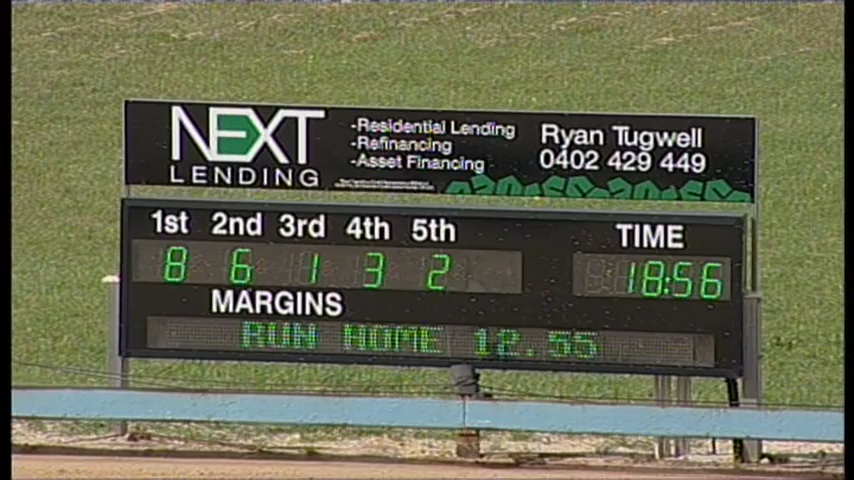 NEXT
LENDING
-Residential Lending
-Refinancing
-Asset Financing
Ryan Tugwell
0402 429 449
1st 2nd 3rd 4th 5th
TIME
8 6 1 3 2
18:56
MARGINS
RUN HOME 12.55